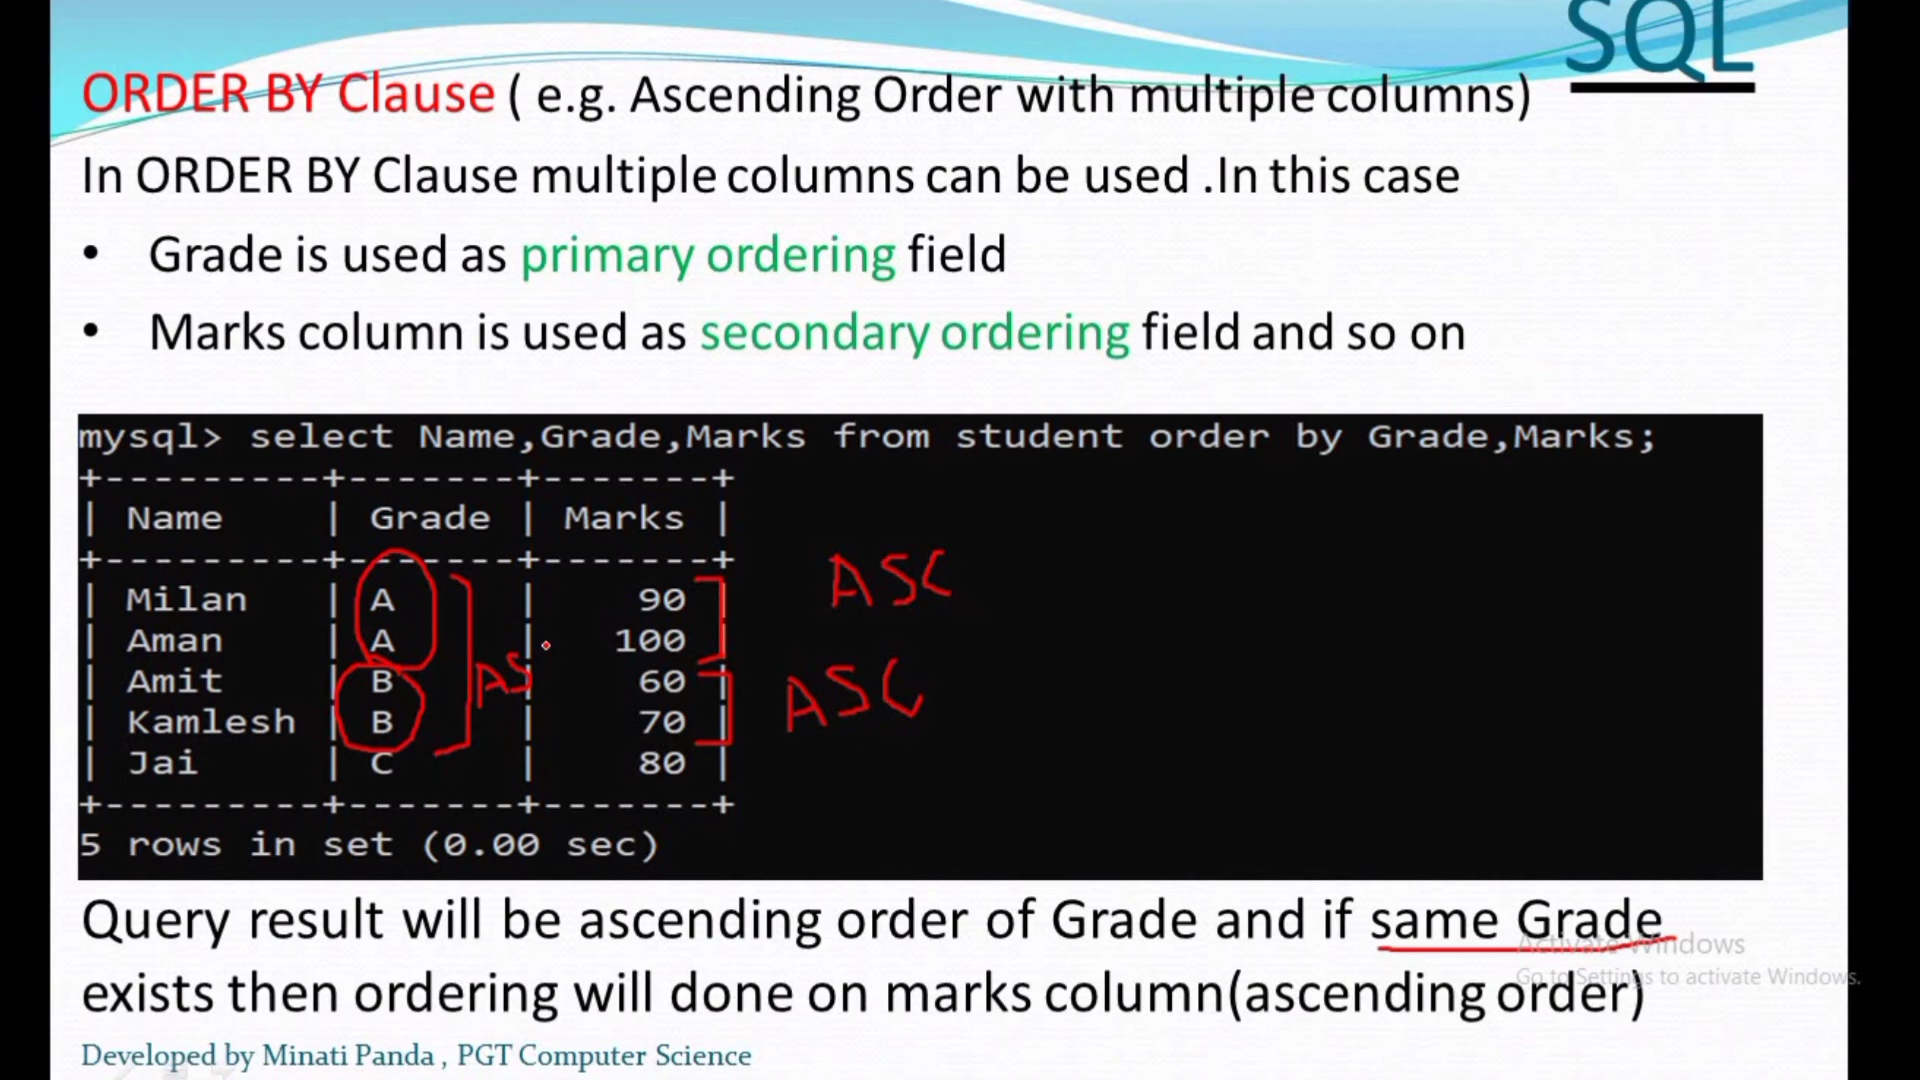 SQL
ORDER BY Clause ( e.g. Ascending Order with multiple columns)
In ORDER BY Clause multiple columns can be used .In this case
• Grade is used as primary ordering field
• Marks column is used as secondary ordering field and so on
mysql> select Name,Grade,Marks from student order by Grade,Marks;
+---------+-------+-------+
| Name | Grade | Marks |
+---------+-------+-------+
| Milan | A | 90 | ASC
| Aman | A | 100 |
| Amit | B | 60 | AS ASC
| Kamlesh | B | 70 |
| Jai | C | 80 |
+---------+-------+-------+
5 rows in set (0.00 sec)
Query result will be ascending order of Grade and if same Grade
Activate Windows
Go to Settings to activate Windows.
exists then ordering will done on marks column(ascending order)
Developed by Minati Panda , PGT Computer Science